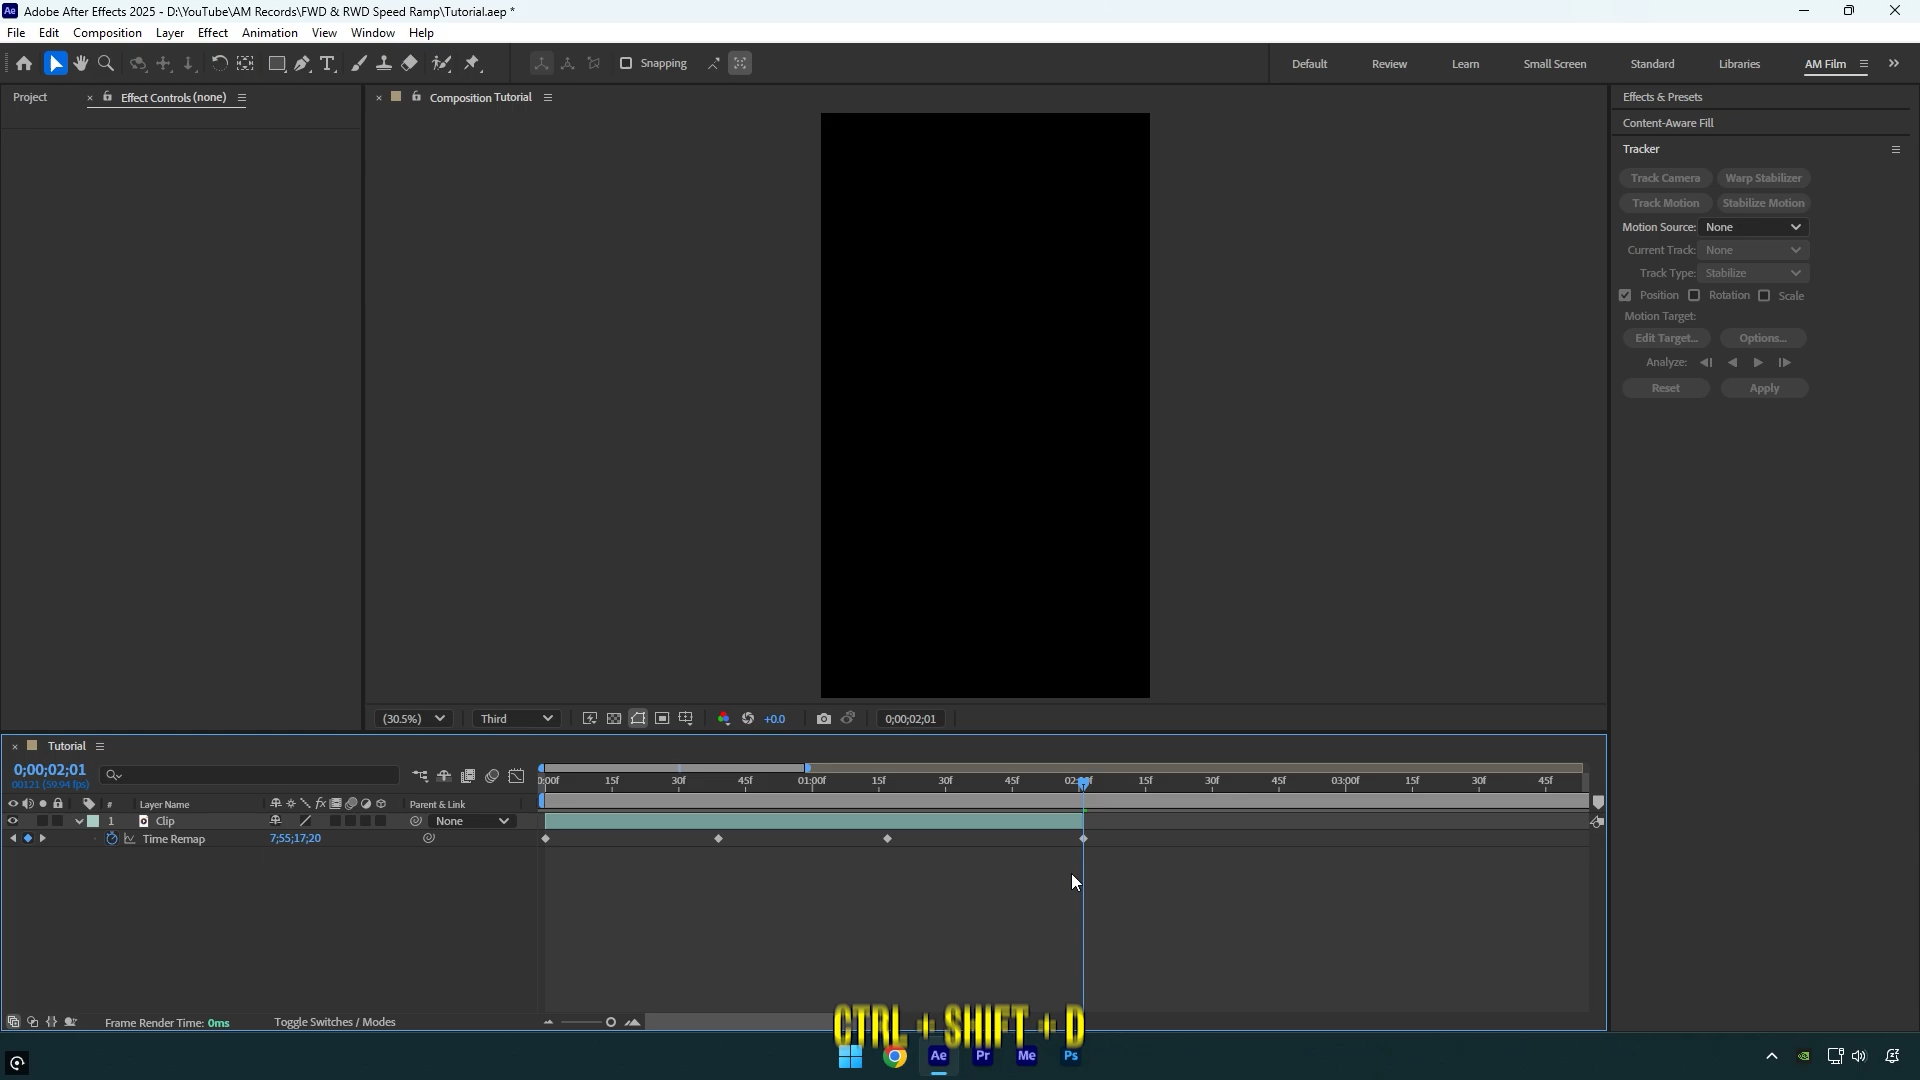 Ae Adobe After Effects 2025 - D:\YouTube\AM Records\FWD & RWD Speed Ramp\Tutorial.aep *
File Edit Composition Layer Effect Animation View Window Help
Snapping
Default Review Learn Small Screen Standard Libraries AM Film
Project × Effect Controls (none)
× Composition Tutorial
Effects & Presets
Content-Aware Fill
Tracker
Track Camera Warp Stabilizer
Track Motion Stabilize Motion
Motion Source: None
Current Track: None
Track Type: Stabilize
Position Rotation Scale
Motion Target:
Edit Target... Options...
Analyze:
Reset Apply
(30.5%) Third +0.0 0;00;02;01
× Tutorial
0;00;02;01
00121 (59.94 fps)
0:00f 15f 30f 45f 01:00f 15f 30f 45f 15f 30f 45f 03:00f 15f 30f 45f
# Layer Name fx Parent & Link
1 Clip None
Time Remap 7;55;17;20
Frame Render Time: 0ms Toggle Switches / Modes
CTRL + SHIFT + D
Ae Pr Me Ps